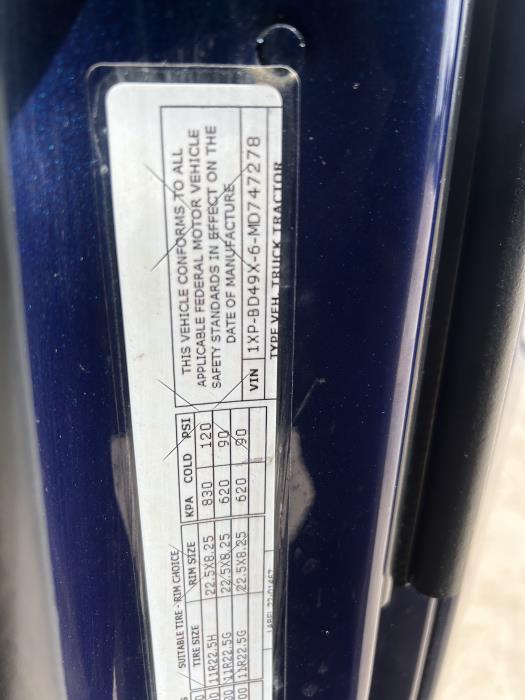 THIS VEHICLE CONFORMS TO ALL
APPLICABLE FEDERAL MOTOR VEHICLE
SAFETY STANDARDS IN EFFECT ON THE
DATE OF MANUFACTURE
VIN 1XP-BD49X-6-MD747278
TYPE VEH. TRUCK TRACTOR
SUITABLE TIRE - RIM CHOICE
TIRE SIZE RIM SIZE KPA COLD PSI
11R22.5H 22.5X8.25 830 120
11R22.5G 22.5X8.25 620 90
11R22.5G 22.5X8.25 620 90